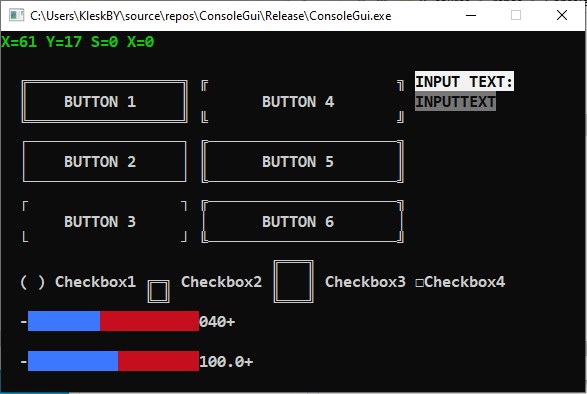 C:\Users\KleskBY\source\repos\ConsoleGui\Release\ConsoleGui.exe
X=61 Y=17 S=0 X=0
INPUT TEXT:
BUTTON 1 BUTTON 4 INPUTTEXT
BUTTON 2 BUTTON 5
BUTTON 3 BUTTON 6
( ) Checkbox1 Checkbox2 Checkbox3 □Checkbox4
-040+
-100.0+